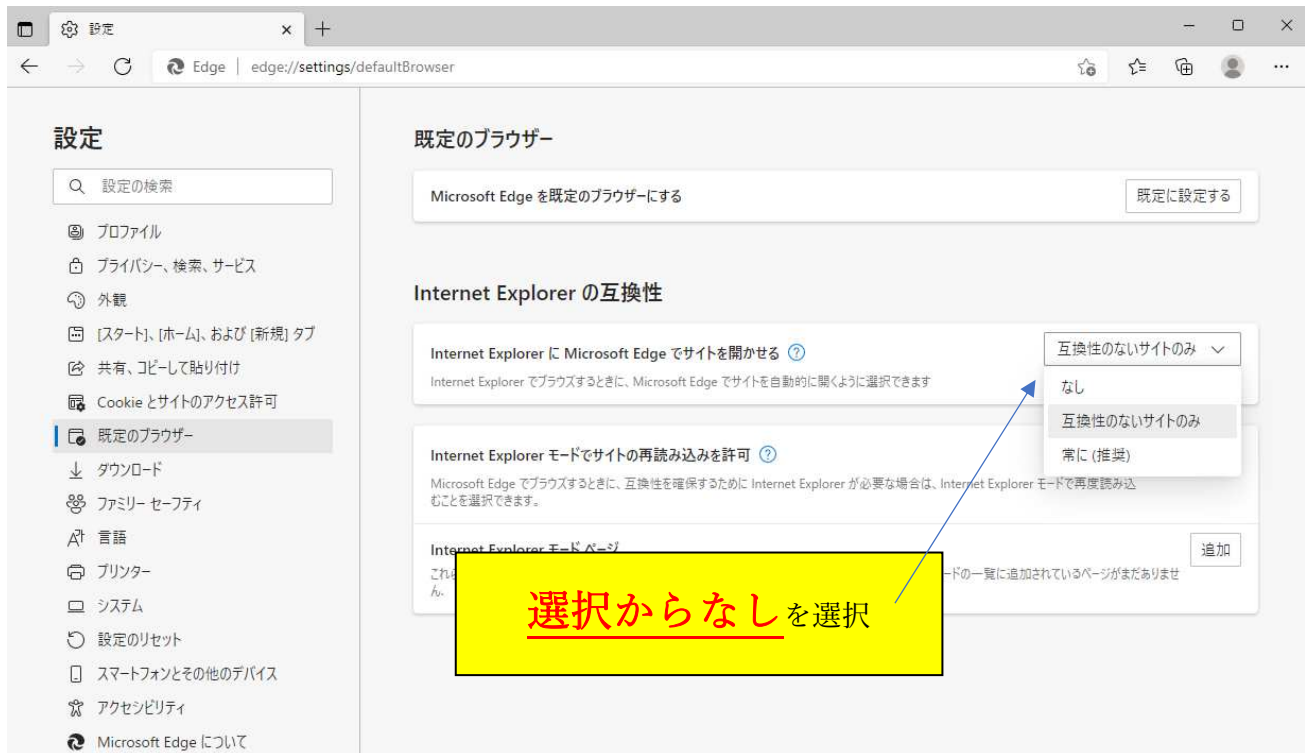 設定
Edge | edge://settings/defaultBrowser
設定
設定の検索
プロファイル
プライバシー、検索、サービス
外観
[スタート]、[ホーム]、および [新規] タブ
共有、コピーして貼り付け
Cookie とサイトのアクセス許可
既定のブラウザー
ダウンロード
ファミリー セーフティ
言語
プリンター
システム
設定のリセット
スマートフォンとその他のデバイス
アクセシビリティ
Microsoft Edge について
既定のブラウザー
Microsoft Edge を既定のブラウザーにする
既定に設定する
Internet Explorer の互換性
Internet Explorer に Microsoft Edge でサイトを開かせる
互換性のないサイトのみ
Internet Explorer でブラウズするときに、Microsoft Edge でサイトを自動的に開くように選択できます
なし
互換性のないサイトのみ
常に (推奨)
Internet Explorer モードでサイトの再読み込みを許可
Microsoft Edge でブラウズするときに、互換性を確保するために Internet Explorer が必要な場合は、Internet Explorer モードで再度読み込
むことを選択できます。
Internet Explorer モード ページ
追加
ードの一覧に追加されているページがまだありませ
ん.
選択からなしを選択